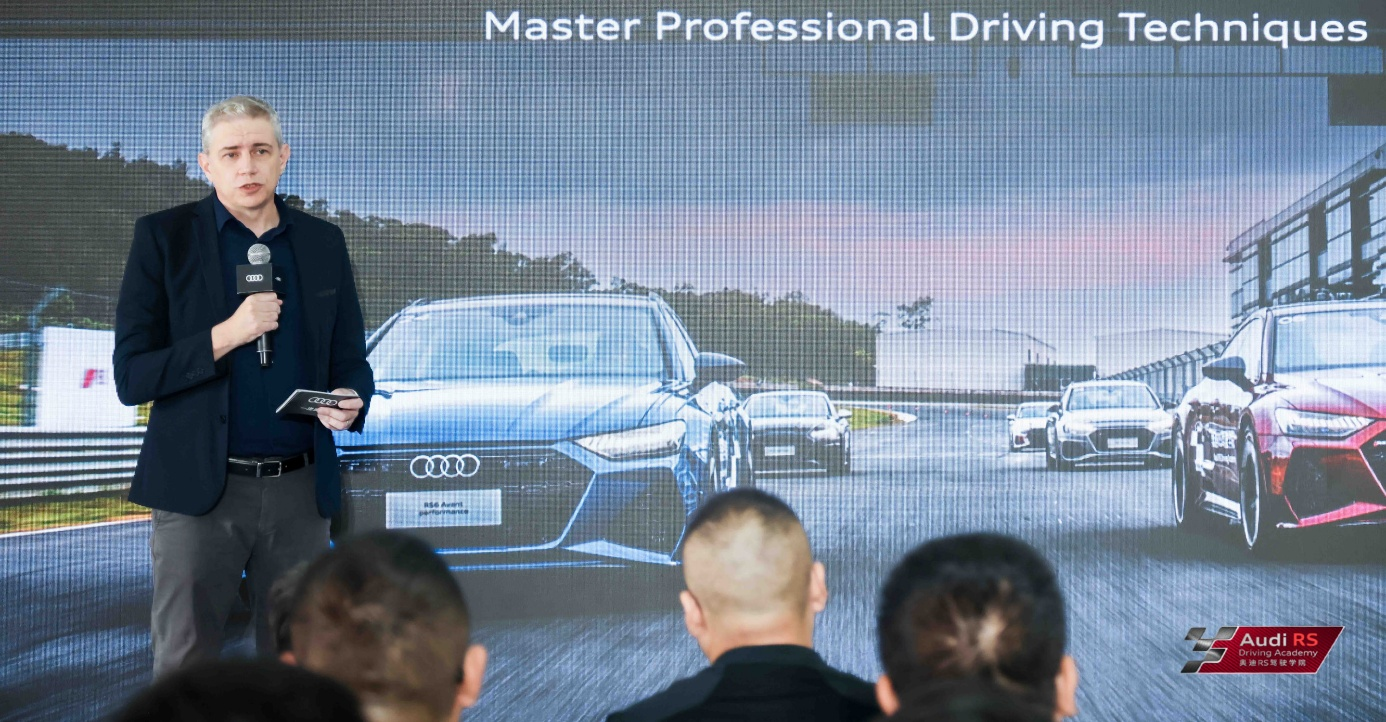 Master Professional Driving Techniques
RS6 Avant
performance
Audi RS
Driving Academy
奥迪RS驾驶学院